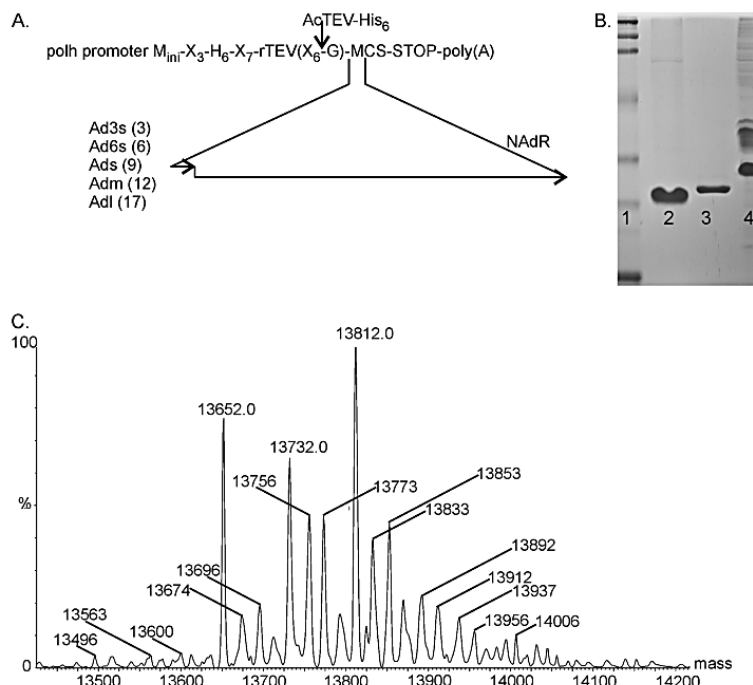 A.
AcTEV-His6
polh promoter Mini-X3-H6-X7-rTEV(X6-G)-MCS-STOP-poly(A)
Ad3s (3)
Ad6s (6)
Ads (9)
Adm (12)
Adl (17)
NAdR
B.
1 2 3 4
C.
100
%
0
13812.0
13652.0
13732.0
13756
13773
13853
13833
13696
13674
13892
13912
13937
13563
13496
13600
13956 14006
mass
13500 13600 13700 13800 13900 14000 14100 14200